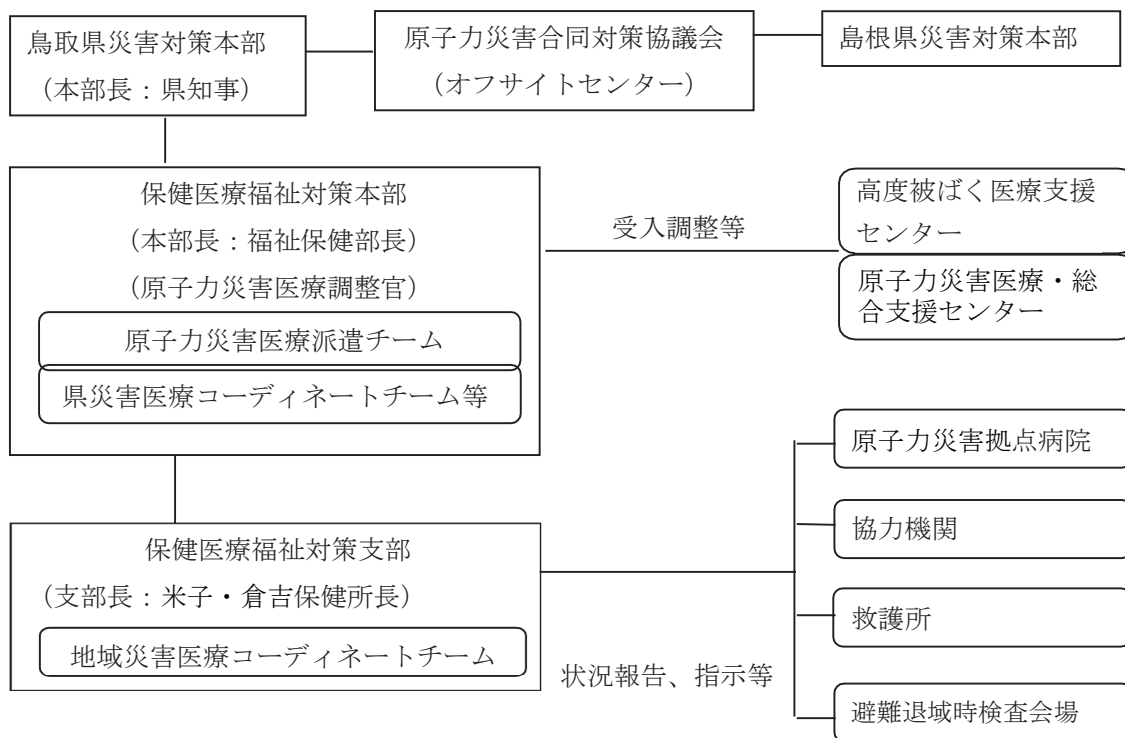 鳥取県災害対策本部
（本部長：県知事）
原子力災害合同対策協議会
（オフサイトセンター）
島根県災害対策本部
保健医療福祉対策本部
（本部長：福祉保健部長）
（原子力災害医療調整官）
原子力災害医療派遣チーム
県災害医療コーディネートチーム等
受入調整等
高度被ばく医療支援
センター
原子力災害医療・総
合支援センター
保健医療福祉対策支部
（支部長：米子・倉吉保健所長）
地域災害医療コーディネートチーム
状況報告、指示等
原子力災害拠点病院
協力機関
救護所
避難退域時検査会場